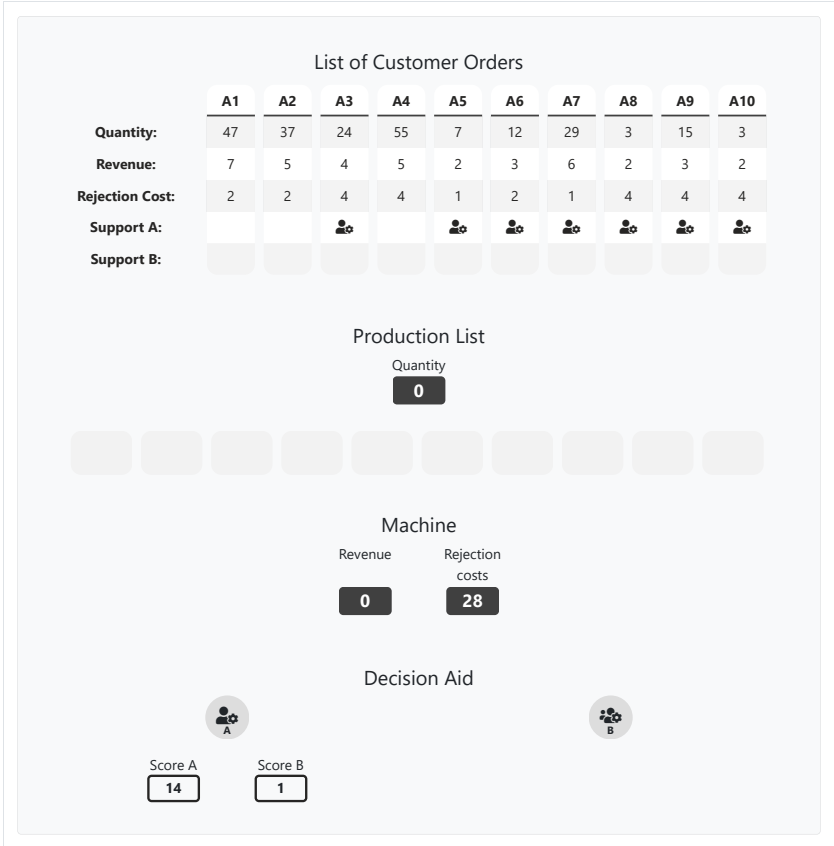 List of Customer Orders
A1 A2 A3 A4 A5 A6 A7 A8 A9 A10
Quantity: 47 37 24 55 7 12 29 3 15 3
Revenue: 7 5 4 5 2 3 6 2 3 2
Rejection Cost: 2 2 4 4 1 2 1 4 4 4
Support A:
Support B:
Production List
Quantity
0
Machine
Revenue Rejection
costs
0 28
Decision Aid
A B
Score A Score B
14 1